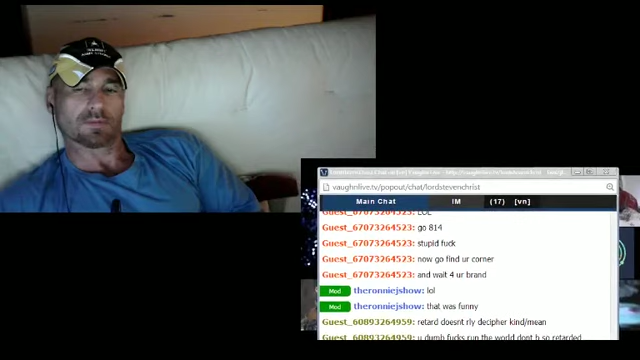 vaughnlive.tv/popout/chat/lordstevenchrist
Main Chat IM (17) [vn]
Guest_67073264523: LOL
Guest_67073264523: go 814
Guest_67073264523: stupid fuck
Guest_67073264523: now go find ur corner
Guest_67073264523: and wait 4 ur brand
Mod theronniejshow: lol
Mod theronniejshow: that was funny
Guest_60893264959: retard doesnt rly decipher kind/mean
Guest_60893264959: u dumb fucks run the world dont b so retarded